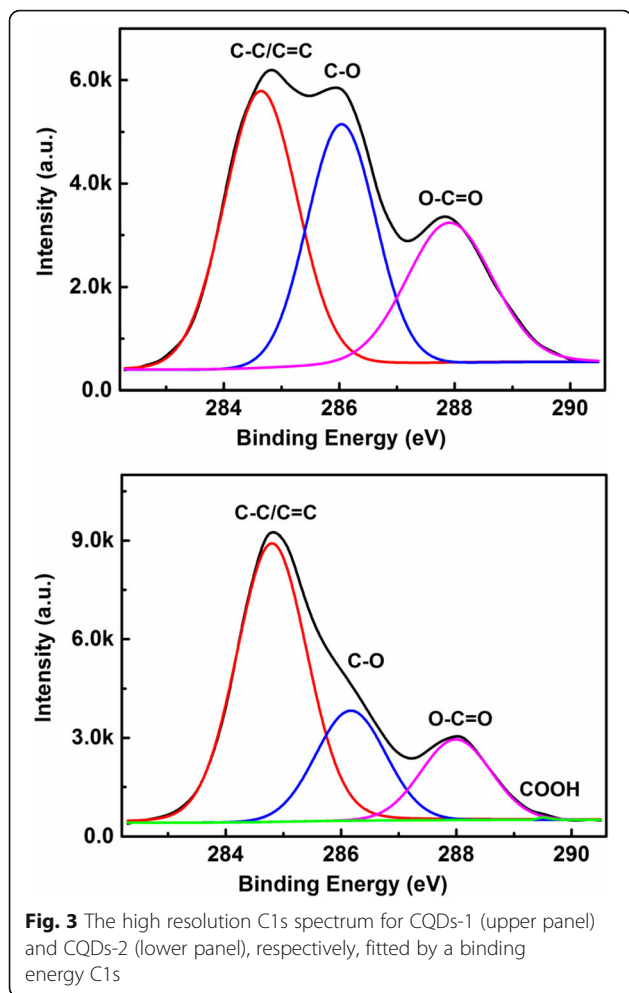 C-C/C=C
C-O
O-C=O
6.0k
4.0k
2.0k
0.0
Intensity (a.u.)
284 286 288 290
Binding Energy (eV)
C-C/C=C
C-O
O-C=O
COOH
9.0k
6.0k
3.0k
0.0
Intensity (a.u.)
284 286 288 290
Binding Energy (eV)
Fig. 3 The high resolution C1s spectrum for CQDs-1 (upper panel)
and CQDs-2 (lower panel), respectively, fitted by a binding
energy C1s